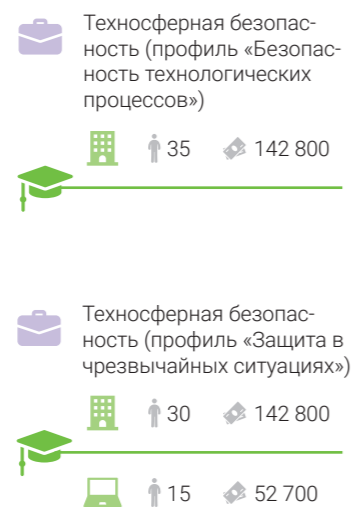 Техносферная безопас-
ность (профиль «Безопас-
ность технологических
процессов»)
35 142 800
Техносферная безопас-
ность (профиль «Защита в
чрезвычайных ситуациях»)
30 142 800
15 52 700